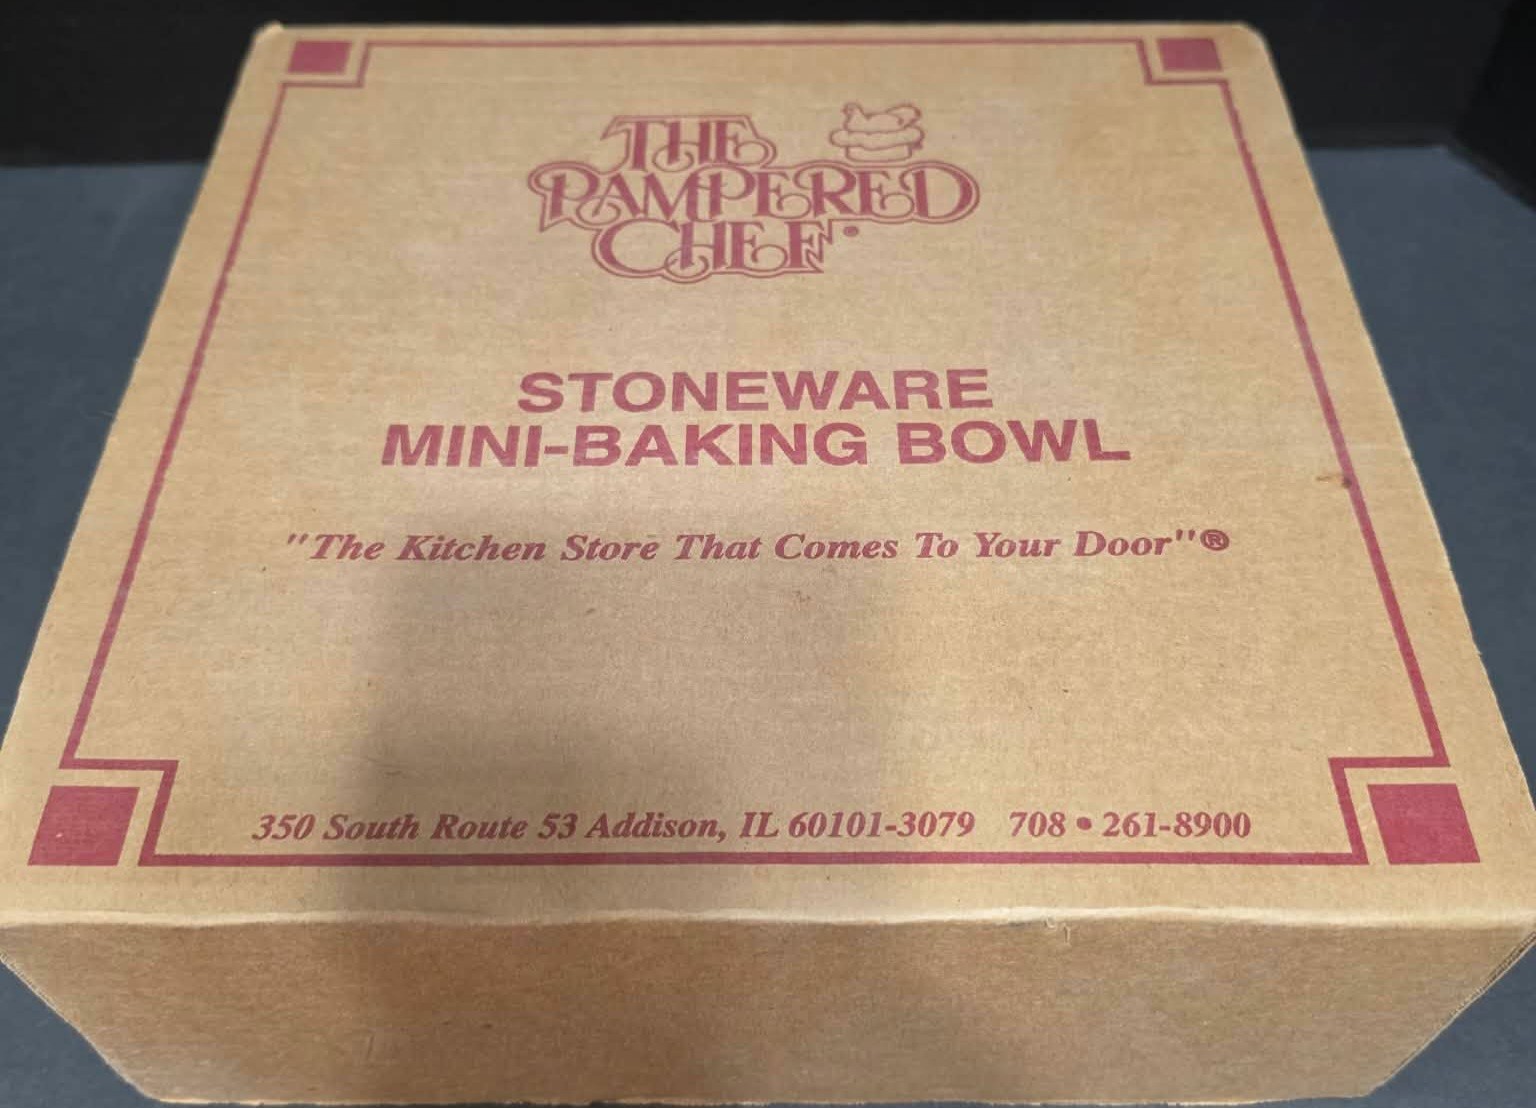 THE
PAMPERED
CHEF®
STONEWARE
MINI-BAKING BOWL
"The Kitchen Store That Comes To Your Door"®
350 South Route 53 Addison, IL 60101-3079 708 • 261-8900